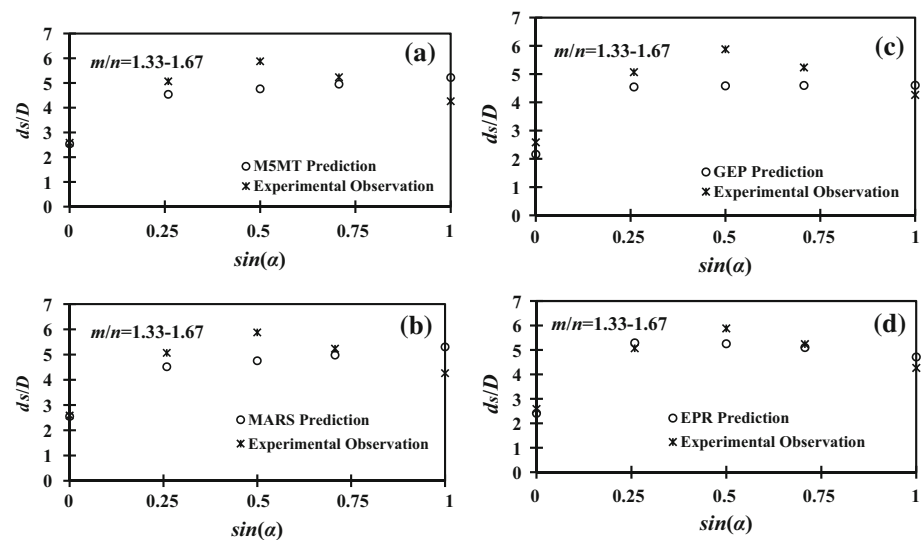 (a)
m/n=1.33-1.67
ds/D
7
6
5
4
3
2
1
0
M5MT Prediction
Experimental Observation
0 0.25 0.5 0.75 1
sin(α)
(b)
m/n=1.33-1.67
ds/D
7
6
5
4
3
2
1
0
MARS Prediction
Experimental Observation
0 0.25 0.5 0.75 1
sin(α)
(c)
m/n=1.33-1.67
ds/D
7
6
5
4
3
2
1
0
GEP Prediction
Experimental Observation
0 0.25 0.5 0.75 1
sin(α)
(d)
m/n=1.33-1.67
ds/D
7
6
5
4
3
2
1
0
EPR Prediction
Experimental Observation
0 0.25 0.5 0.75 1
sin(α)